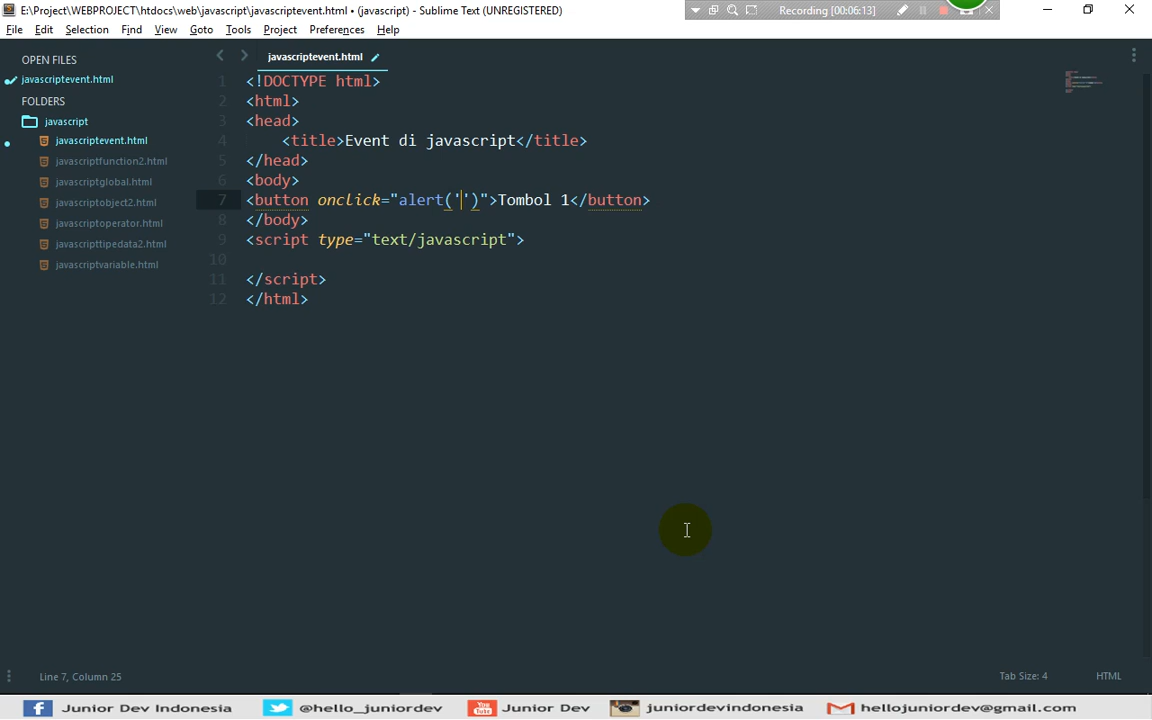 E:\Project\WEBPROJECT\htdocs\web\javascript\javascriptevent.html • (javascript) - Sublime Text (UNREGISTERED)
Recording [00:06:13]
File Edit Selection Find View Goto Tools Project Preferences Help
OPEN FILES
javascriptevent.html
FOLDERS
javascript
javascriptevent.html
javascriptfunction2.html
javascriptglobal.html
javascriptobject2.html
javascriptoperator.html
javascripttipedata2.html
javascriptvariable.html
javascriptevent.html
1 <!DOCTYPE html>
2 <html>
3 <head>
4 <title>Event di javascript</title>
5 </head>
6 <body>
7 <button onclick="alert('')">Tombol 1</button>
8 </body>
9 <script type="text/javascript">
10
11 </script>
12 </html>
Line 7, Column 25
Tab Size: 4
HTML
Junior Dev Indonesia @hello_juniordev You Tube Junior Dev juniordevindonesia hellojuniordev@gmail.com